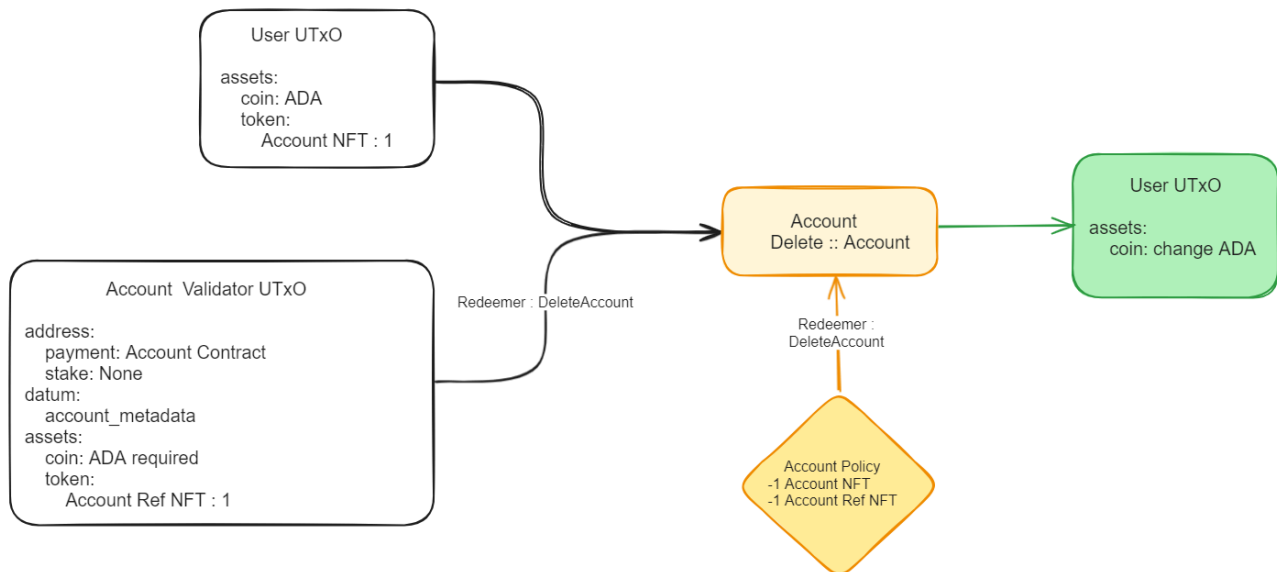 User UTxO
assets:
coin: ADA
token:
Account NFT : 1
Account  Validator UTxO
address:
payment: Account Contract
stake: None
datum:
account_metadata
assets:
coin: ADA required
token:
Account Ref NFT : 1
Redeemer : DeleteAccount
Account
Delete :: Account
Redeemer :
DeleteAccount
Account Policy
-1 Account NFT
-1 Account Ref NFT
User UTxO
assets:
coin: change ADA